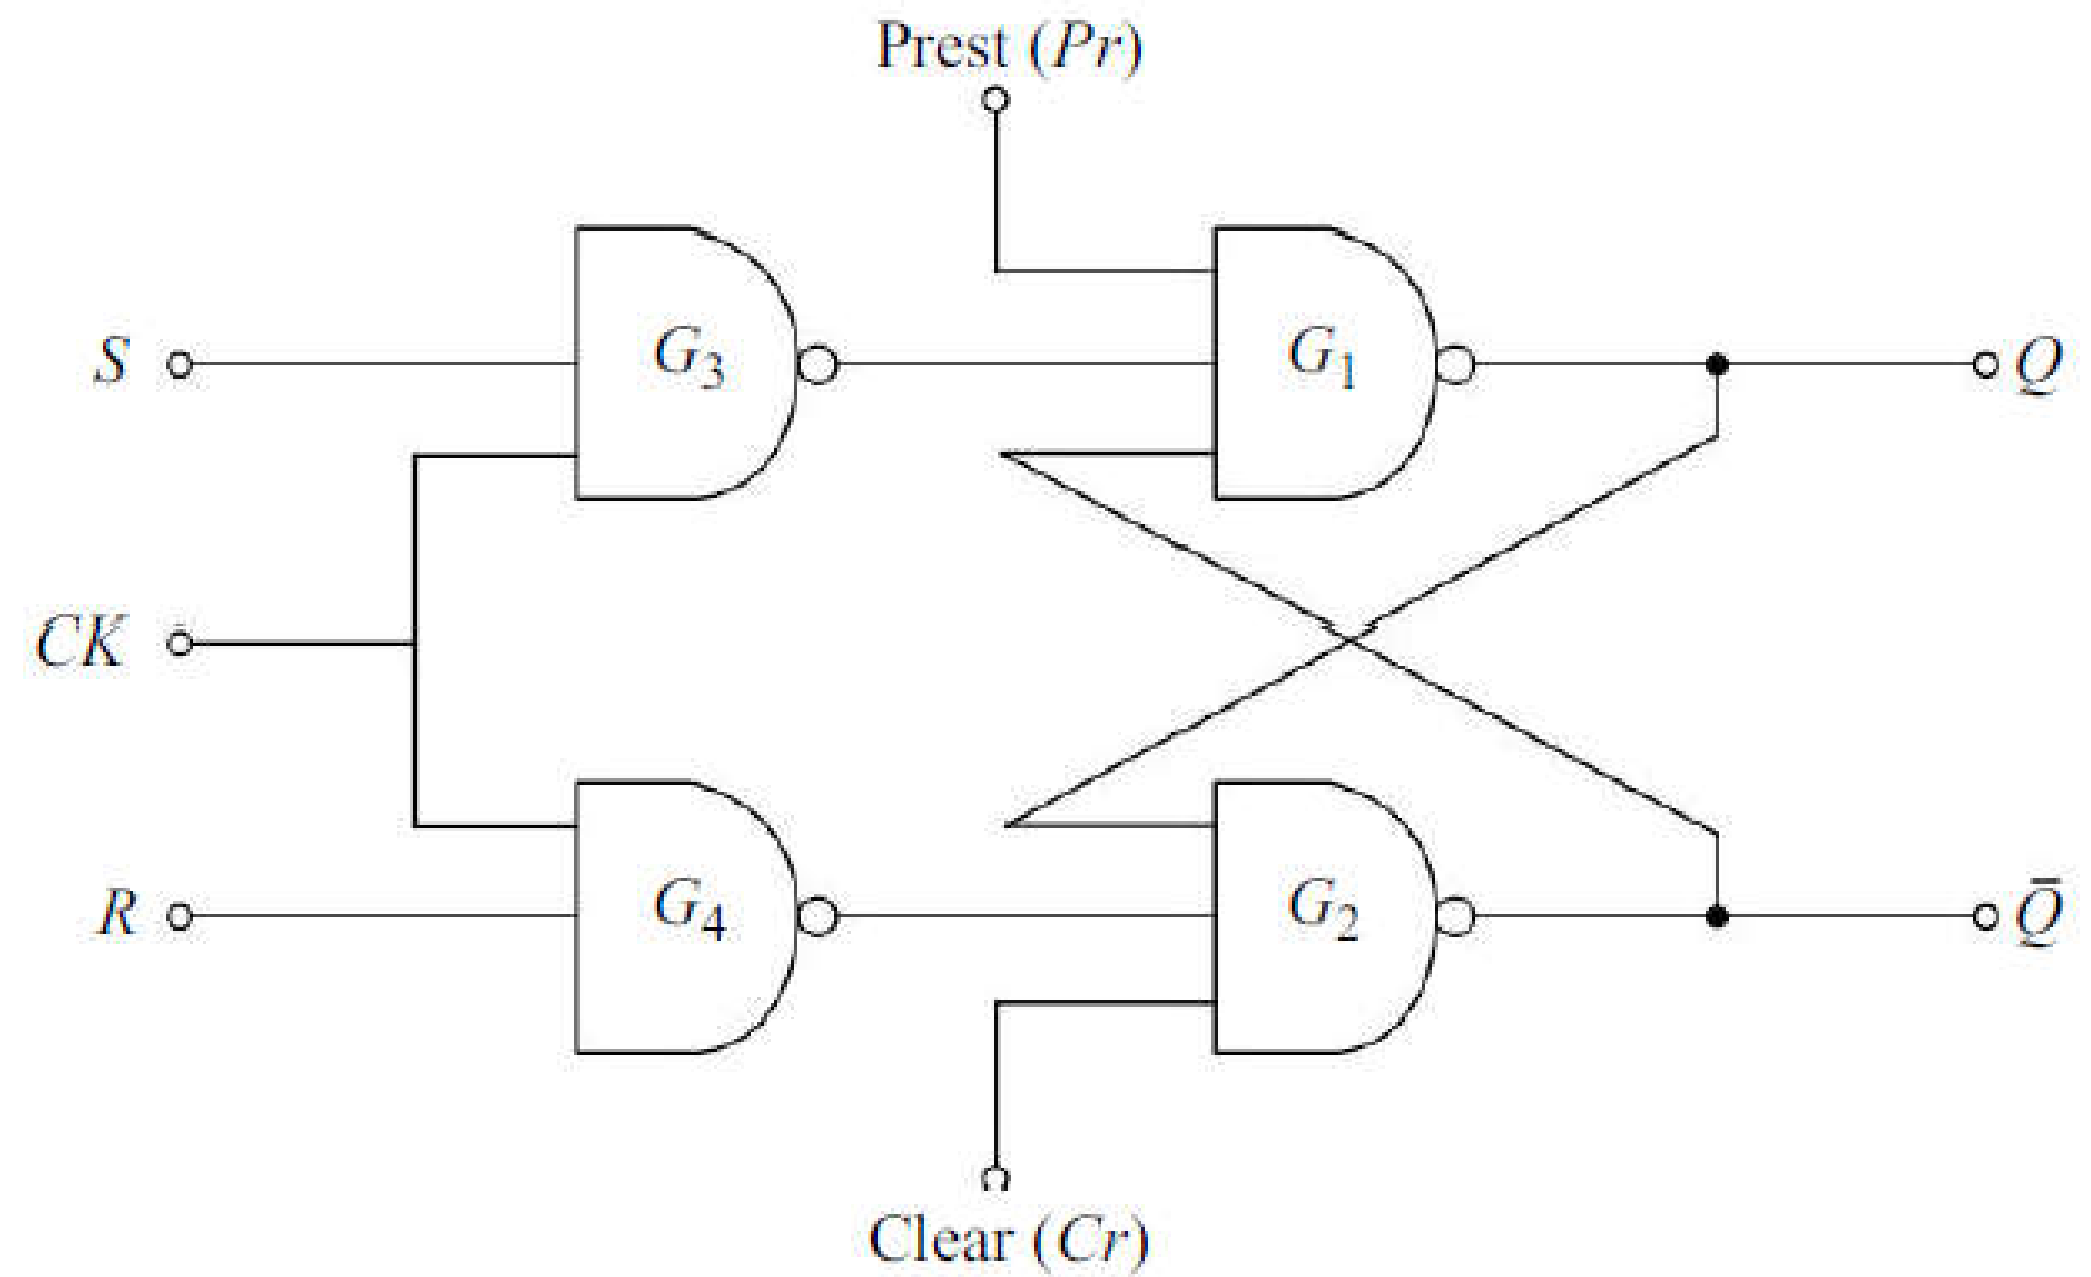 Prest (Pr)
S
G3
G1
Q
CK
R
G4
G2
Q̄
Clear (Cr)